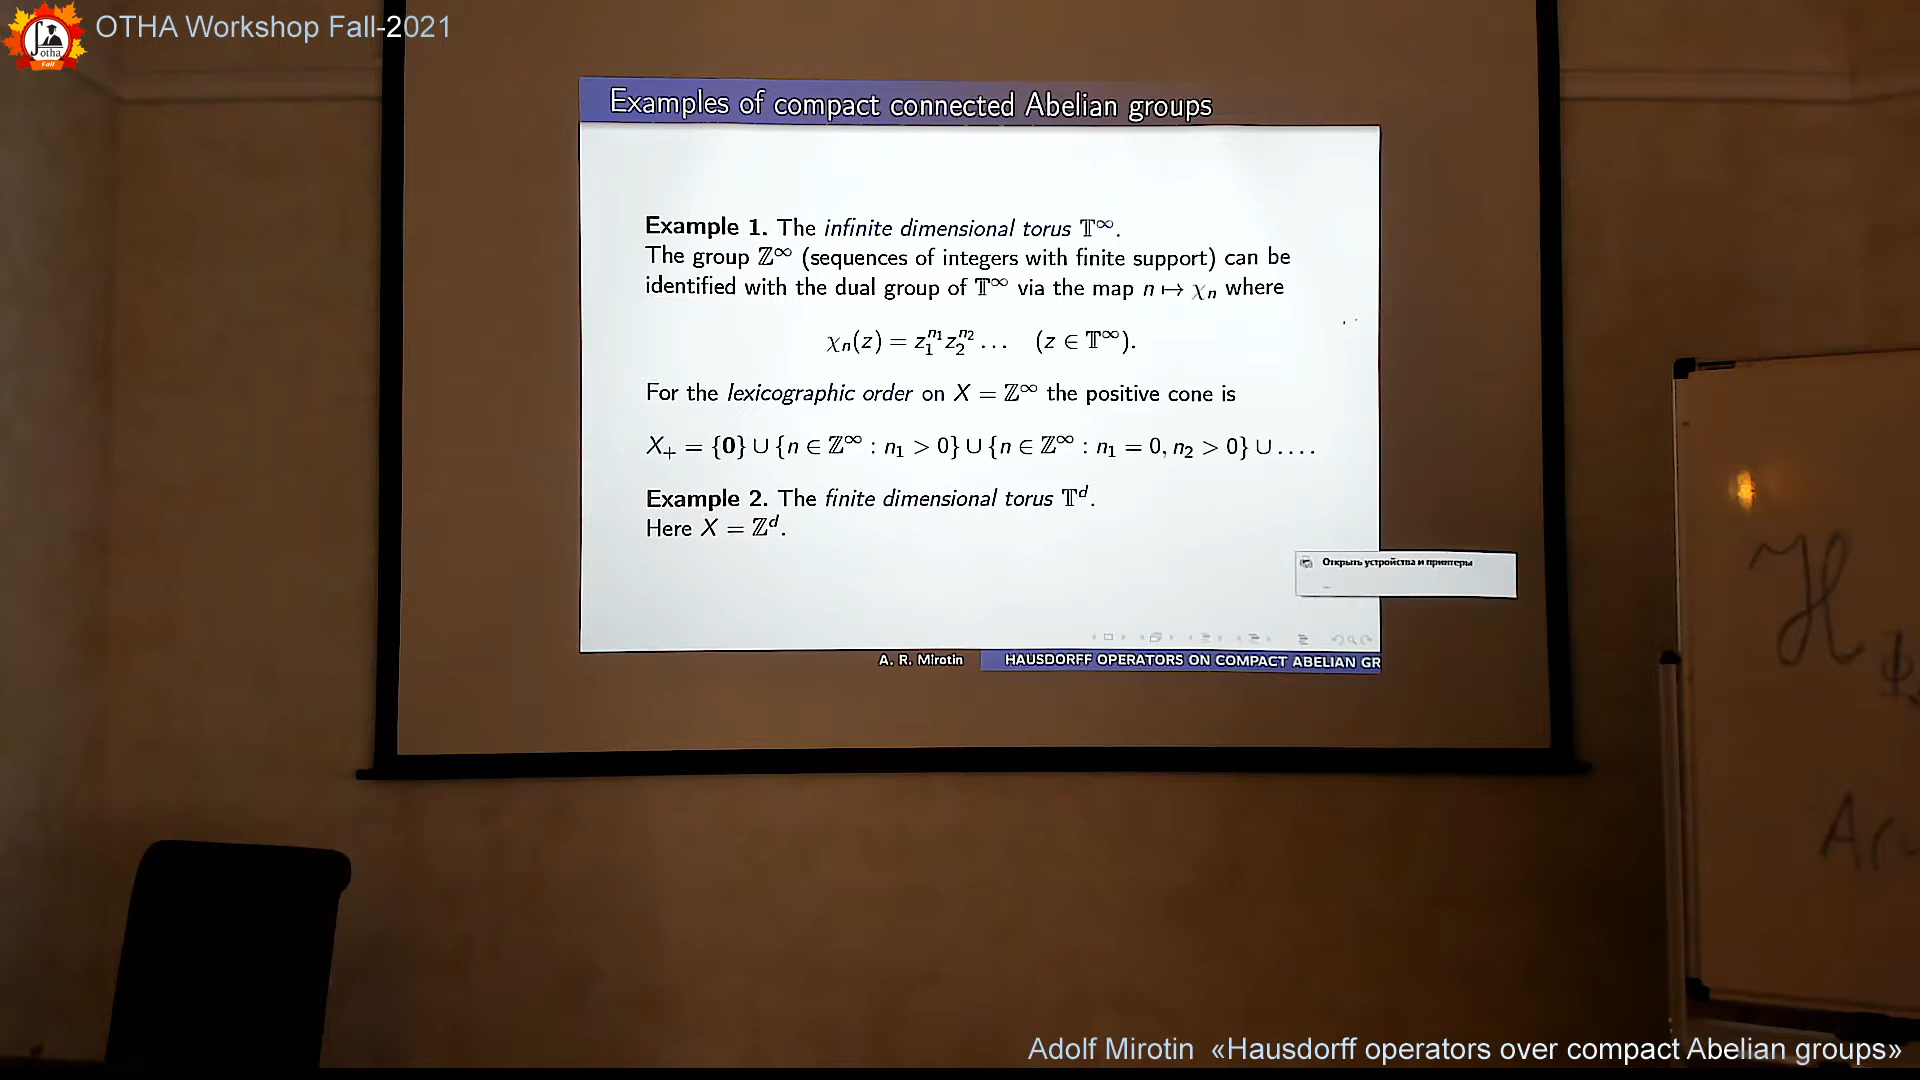 OTHA Workshop Fall-2021
otha
Fall
Examples of compact connected Abelian groups
Example 1. The infinite dimensional torus 𝕋^∞.
The group ℤ^∞ (sequences of integers with finite support) can be
identified with the dual group of 𝕋^∞ via the map n ↦ χ_n where
χ_n(z) = z_1^{n_1} z_2^{n_2} … (z ∈ 𝕋^∞).
For the lexicographic order on X = ℤ^∞ the positive cone is
X_+ = {0} ∪ {n ∈ ℤ^∞ : n_1 > 0} ∪ {n ∈ ℤ^∞ : n_1 = 0, n_2 > 0} ∪ ….
Example 2. The finite dimensional torus 𝕋^d.
Here X = ℤ^d.
Открыть устройства и принтеры
A. R. Mirotin
HAUSDORFF OPERATORS ON COMPACT ABELIAN GR
ℋ_Φ
Adolf Mirotin «Hausdorff operators over compact Abelian groups»